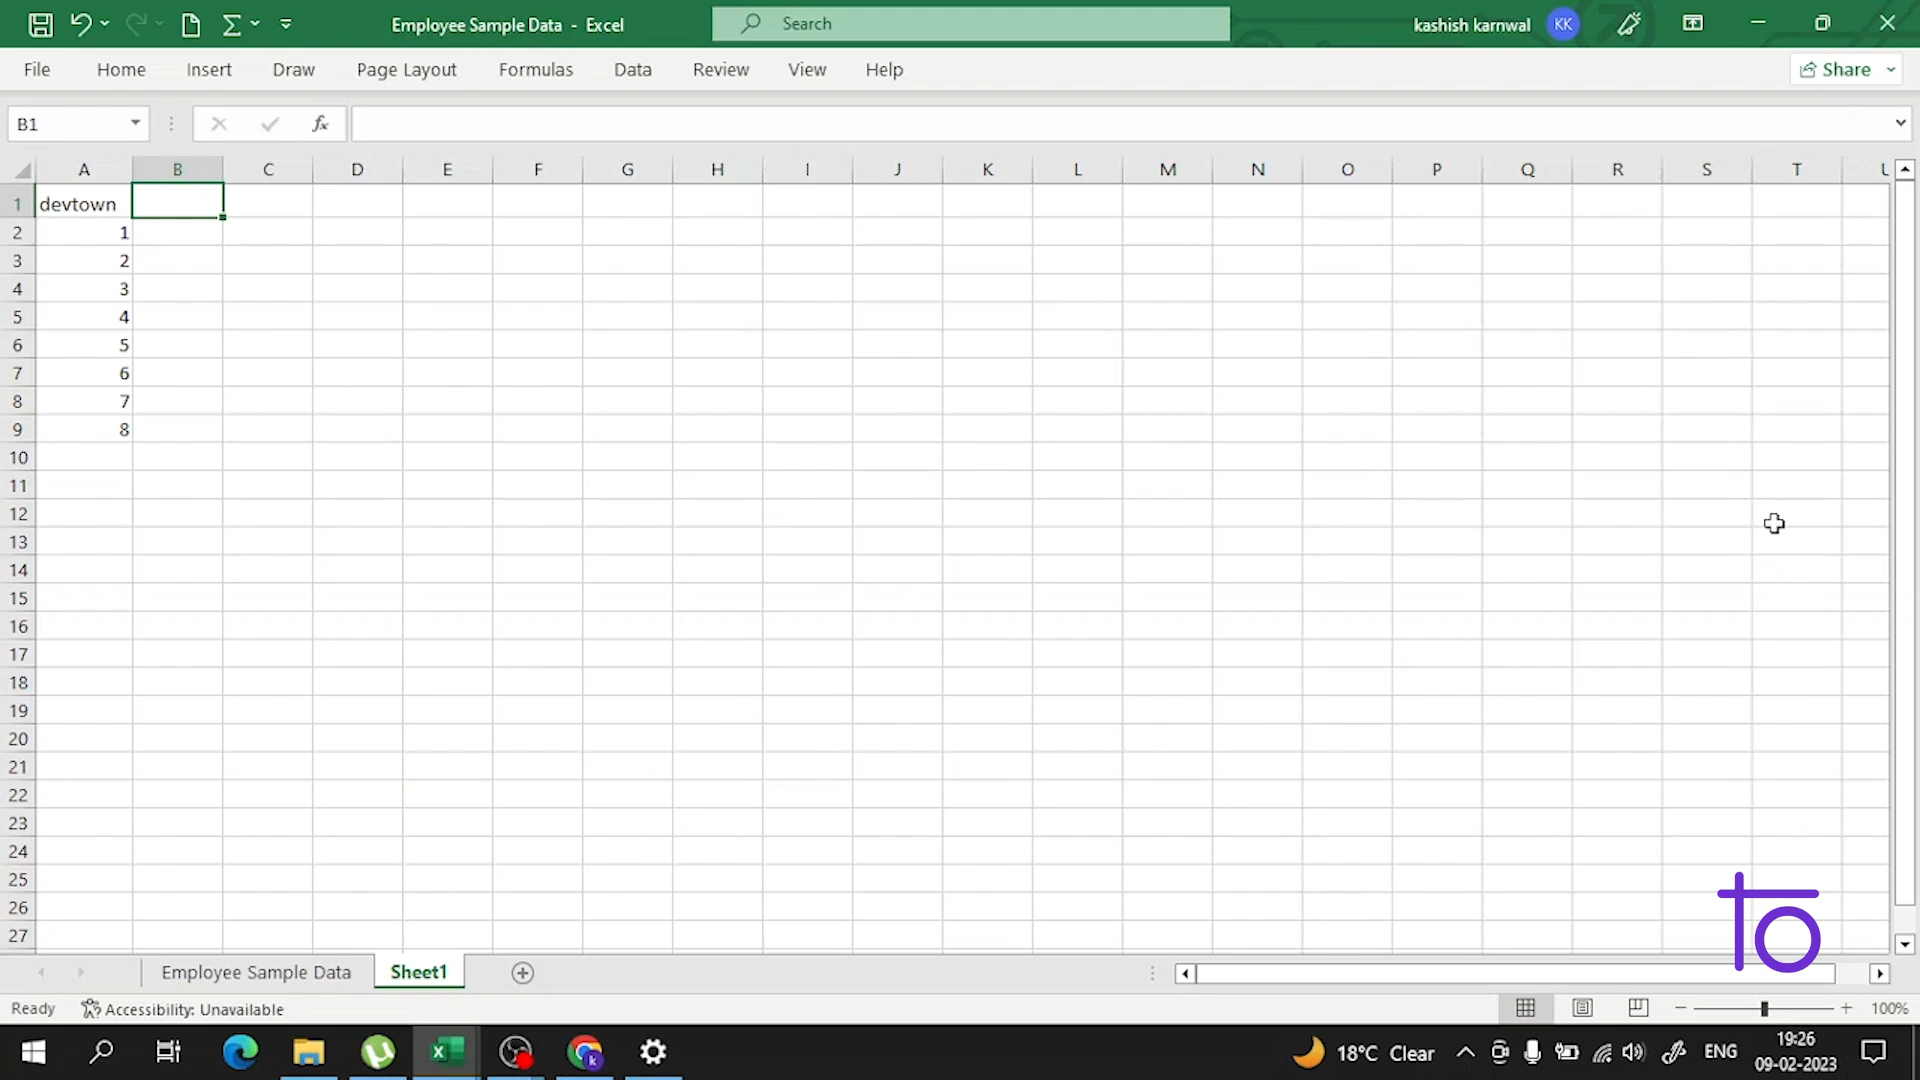 Employee Sample Data - Excel
Search
kashish karnwal
KK
File Home Insert Draw Page Layout Formulas Data Review View Help
Share
B1
fx
A B C D E F G H I J K L M N O P Q R S T U
1 devtown
2 1
3 2
4 3
5 4
6 5
7 6
8 7
9 8
10
11
12
13
14
15
16
17
18
19
20
21
22
23
24
25
26
27
to
Employee Sample Data Sheet1
Ready Accessibility: Unavailable 100%
18°C Clear ENG 19:26
09-02-2023